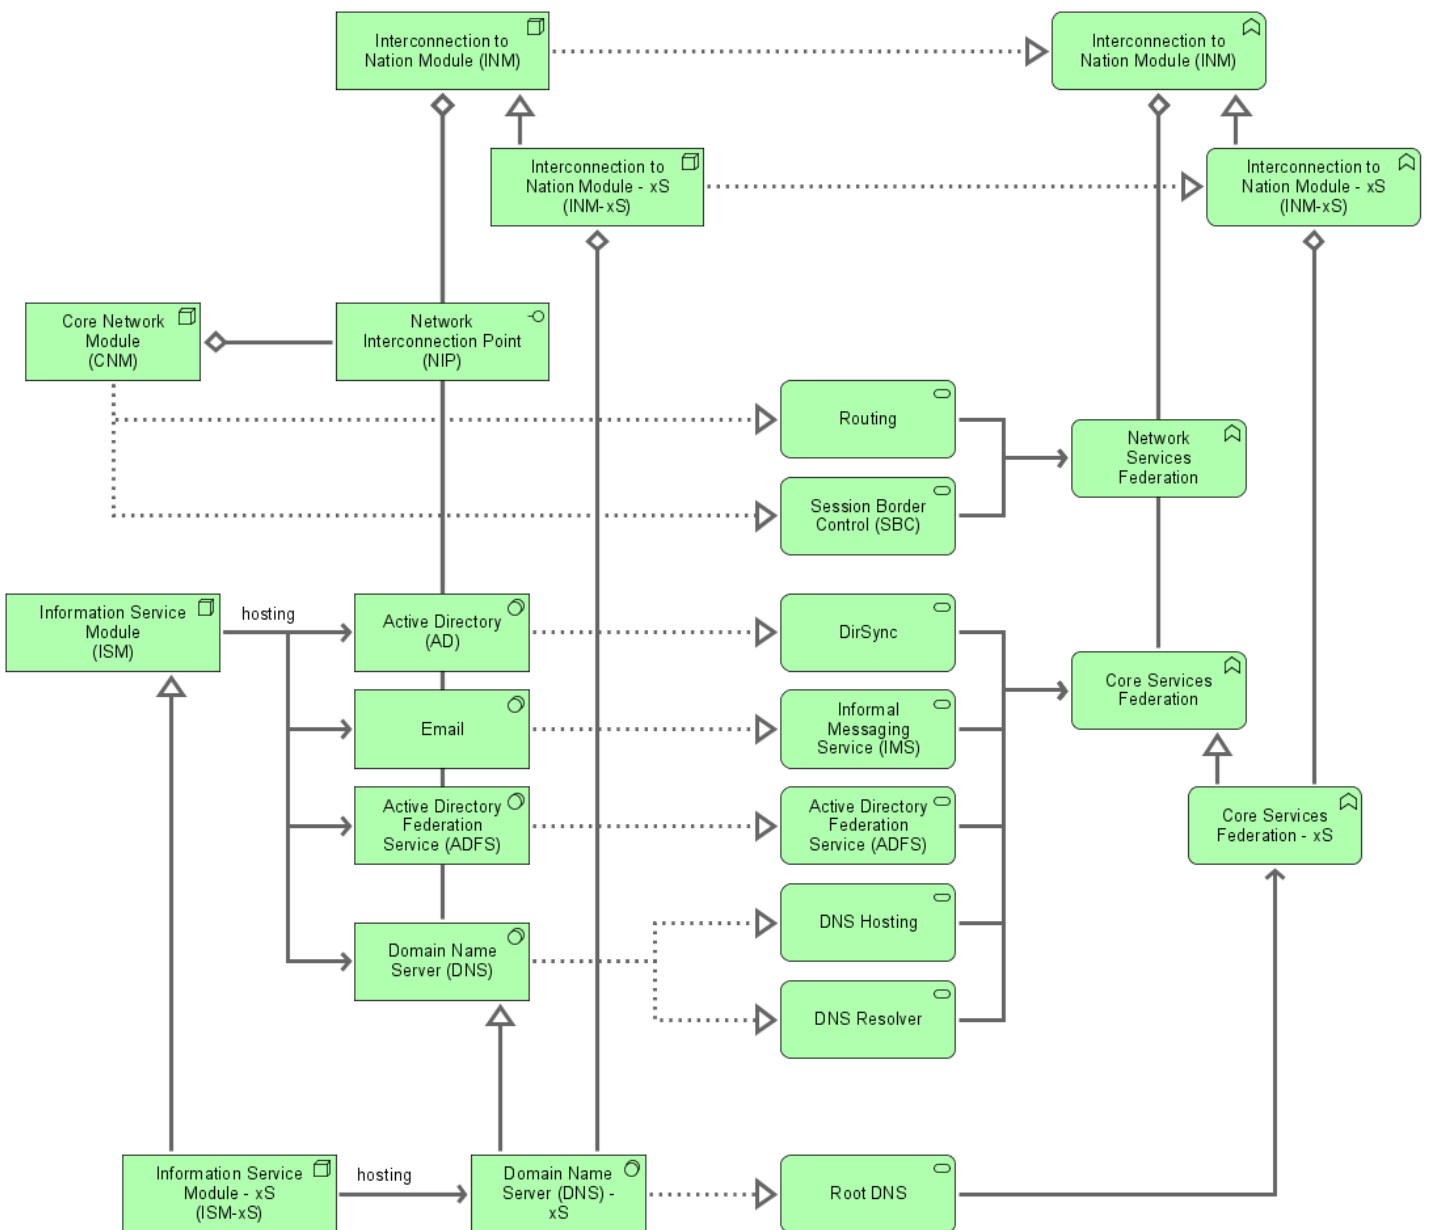 Interconnection to
Nation Module (INM)
Interconnection to
Nation Module (INM)
Interconnection to
Nation Module - xS
(INM-xS)
Interconnection to
Nation Module - xS
(INM-xS)
Core Network
Module
(CNM)
Network
Interconnection Point
(NIP)
Routing
Network
Services
Federation
Session Border
Control (SBC)
Information Service
Module
(ISM)
hosting
Active Directory
(AD)
DirSync
Core Services
Federation
Email
Informal
Messaging
Service (IMS)
Active Directory
Federation
Service (ADFS)
Active Directory
Federation
Service (ADFS)
Core Services
Federation - xS
Domain Name
Server (DNS)
DNS Hosting
DNS Resolver
Information Service
Module - xS
(ISM-xS)
hosting
Domain Name
Server (DNS) -
xS
Root DNS